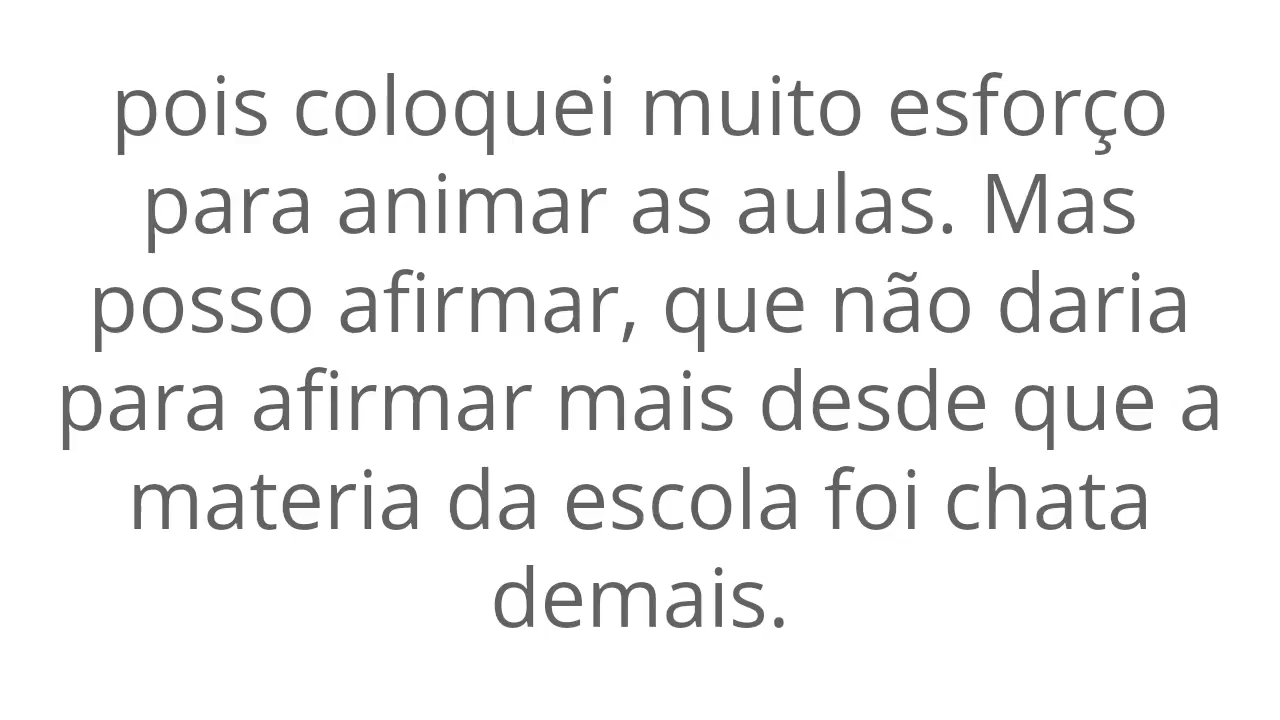 pois coloquei muito esforço
para animar as aulas. Mas
posso afirmar, que não daria
para afirmar mais desde que a
materia da escola foi chata
demais.